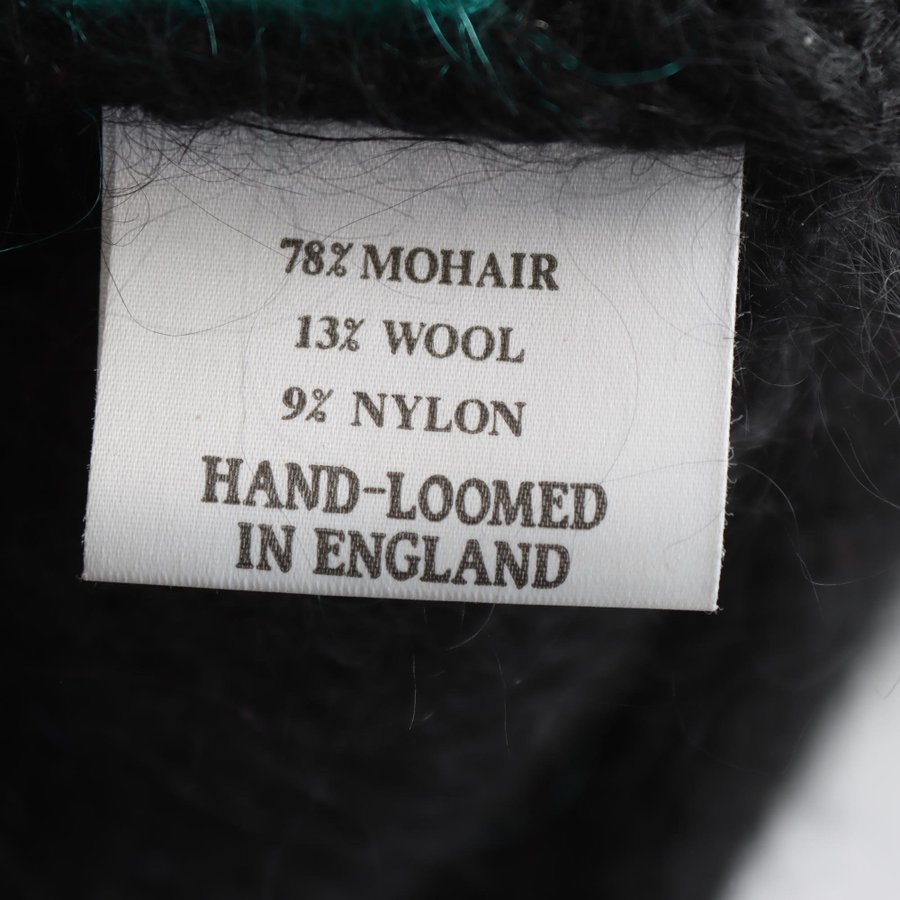 78% MOHAIR
13% WOOL
9% NYLON
HAND-LOOMED
IN ENGLAND